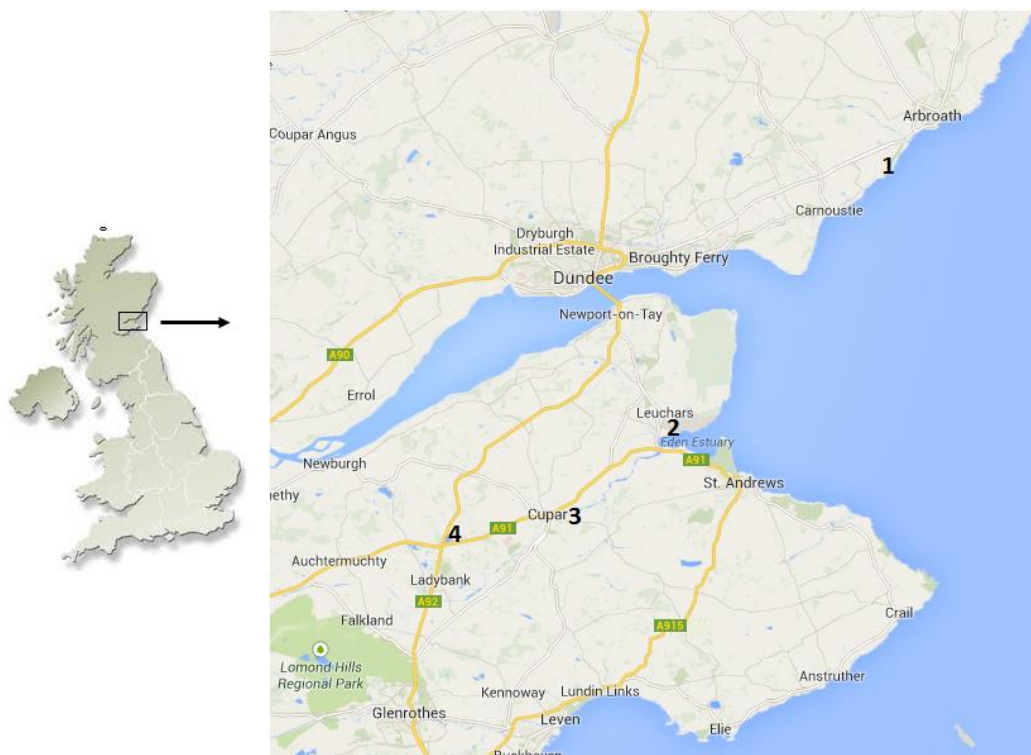 Arbroath
Coupar Angus
1
Carnoustie
Dryburgh
Industrial Estate
Broughty Ferry
Dundee
Newport-on-Tay
A90
Errol
Leuchars
2
Eden Estuary
Newburgh
A91
St. Andrews
methy
Cupar
3
4
A91
Auchtermuchty
Ladybank
A92
Crail
Falkland
A915
Lomond Hills
Regional Park
Anstruther
Kennoway
Lundin Links
Glenrothes
Leven
Elie